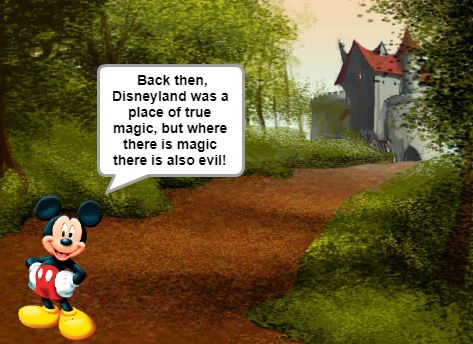 Back then,
Disneyland was a
place of true
magic, but where
there is magic
there is also evil!